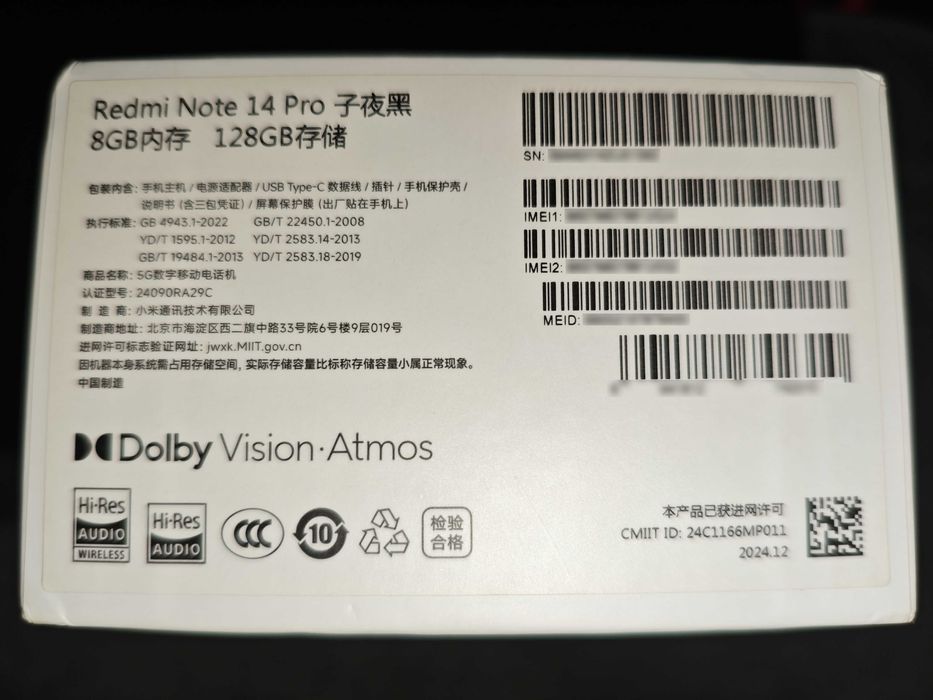 Redmi Note 14 Pro 子夜黑
8GB内存 128GB存储
包装内含: 手机主机 / 电源适配器 / USB Type-C 数据线 / 插针 / 手机保护壳 /
说明书 (含三包凭证) / 屏幕保护膜 (出厂贴在手机上)
执行标准: GB 4943.1-2022 GB/T 22450.1-2008
YD/T 1595.1-2012 YD/T 2583.14-2013
GB/T 19484.1-2013 YD/T 2583.18-2019
商品名称: 5G数字移动电话机
认证型号: 24090RA29C
制 造 商: 小米通讯技术有限公司
制造商地址: 北京市海淀区西二旗中路33号院6号楼9层019号
进网许可标志验证网址: jwxk.MIIT.gov.cn
因机器本身系统需占用存储空间, 实际存储容量比标称存储容量小属正常现象。
中国制造
SN:
IMEI1:
IMEI2:
MEID:
Dolby Vision·Atmos
Hi-Res
AUDIO
WIRELESS
Hi-Res
AUDIO
CCC
10
检验
合格
本产品已获进网许可
CMIIT ID: 24C1166MP011
2024.12